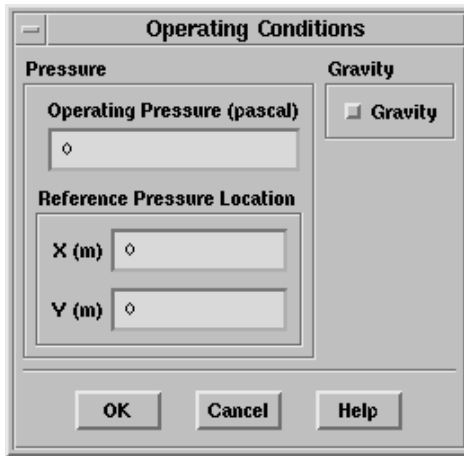 Operating Conditions
Pressure
Operating Pressure (pascal)
0
Reference Pressure Location
X (m) 0
Y (m) 0
Gravity
Gravity
OK Cancel Help